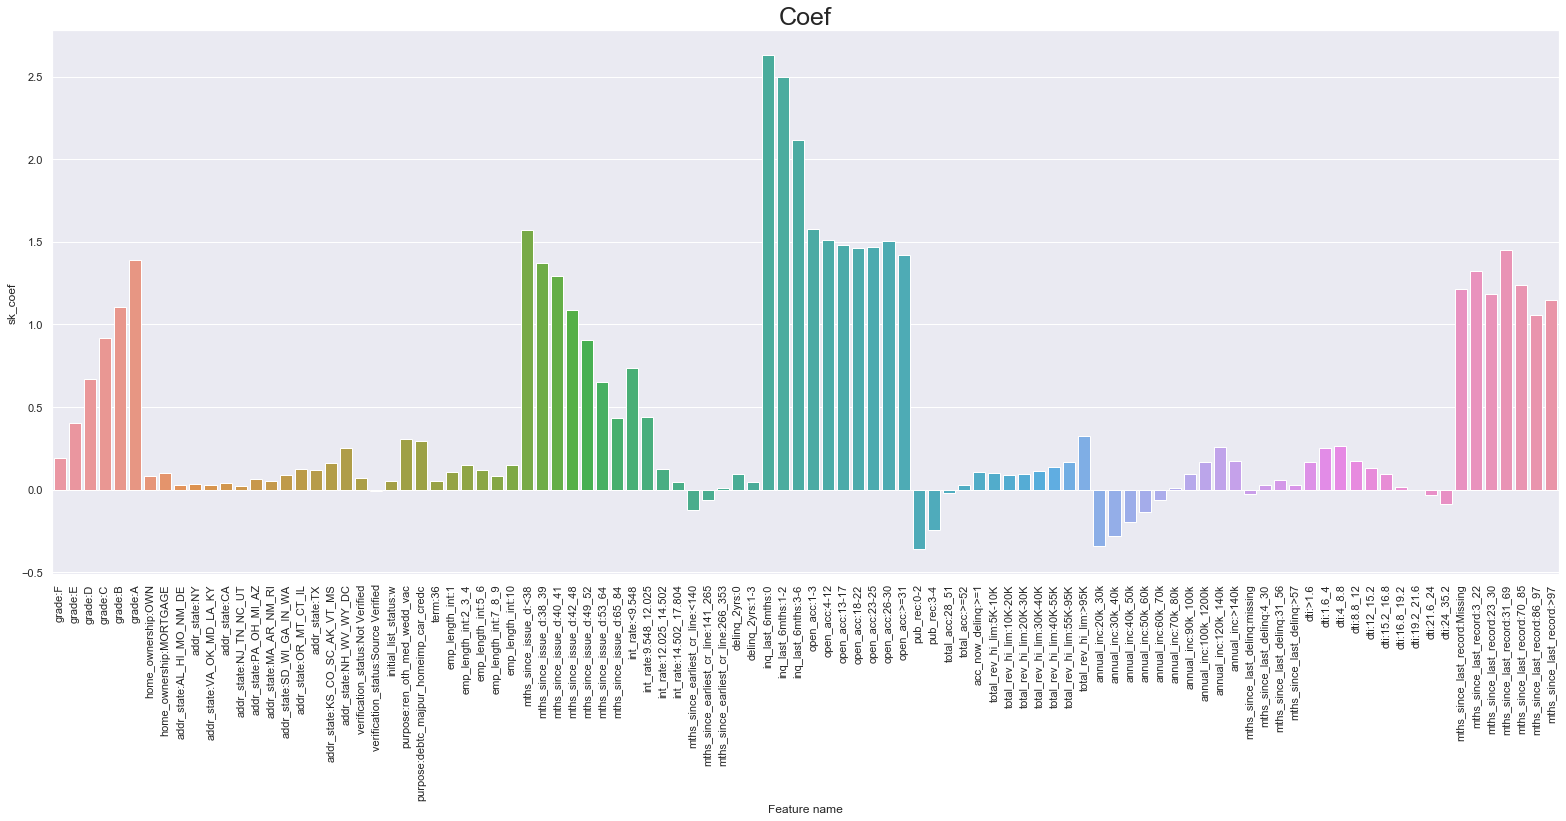 Coef
sk_coef
2.5
2.0
1.5
1.0
0.5
0.0
−0.5
grade:F
grade:E
grade:D
grade:C
grade:B
grade:A
home_ownership:OWN
home_ownership:MORTGAGE
addr_state:AL_HI_MO_NM_DE
addr_state:NY
addr_state:VA_OK_MD_LA_KY
addr_state:CA
addr_state:NJ_TN_NC_UT
addr_state:PA_OH_MI_AZ
addr_state:MA_AR_NM_RI
addr_state:SD_WI_GA_IN_WA
addr_state:OR_MT_CT_IL
addr_state:TX
addr_state:KS_CO_SC_AK_VT_MS
addr_state:NH_WV_WY_DC
verification_status:Not Verified
verification_status:Source Verified
initial_list_status:w
purpose:ren_oth_med_wedd_vac
purpose:debtc_majpur_homeimp_car_credc
term:36
emp_length_int:1
emp_length_int:2_3_4
emp_length_int:5_6
emp_length_int:7_8_9
emp_length_int:10
mths_since_issue_d:<38
mths_since_issue_d:38_39
mths_since_issue_d:40_41
mths_since_issue_d:42_48
mths_since_issue_d:49_52
mths_since_issue_d:53_64
mths_since_issue_d:65_84
int_rate:<9.548
int_rate:9.548_12.025
int_rate:12.025_14.502
int_rate:14.502_17.804
mths_since_earliest_cr_line:<140
mths_since_earliest_cr_line:141_265
mths_since_earliest_cr_line:266_353
delinq_2yrs:0
delinq_2yrs:1-3
inq_last_6mths:0
inq_last_6mths:1-2
inq_last_6mths:3-6
open_acc:1-3
open_acc:4-12
open_acc:13-17
open_acc:18-22
open_acc:23-25
open_acc:26-30
open_acc:>=31
pub_rec:0-2
pub_rec:3-4
total_acc:28_51
total_acc:>=52
acc_now_delinq:>=1
total_rev_hi_lim:5K-10K
total_rev_hi_lim:10K-20K
total_rev_hi_lim:20K-30K
total_rev_hi_lim:30K-40K
total_rev_hi_lim:40K-55K
total_rev_hi_lim:55K-95K
total_rev_hi_lim:>95K
annual_inc:20k_30k
annual_inc:30k_40k
annual_inc:40k_50k
annual_inc:50k_60k
annual_inc:60k_70k
annual_inc:70k_80k
annual_inc:90k_100k
annual_inc:100k_1200k
annual_inc:120k_140k
annual_inc:>140k
mths_since_last_delinq:missing
mths_since_last_delinq:4_30
mths_since_last_delinq:31_56
mths_since_last_delinq:>57
dti:>1.6
dti:1.6_4
dti:4_8.8
dti:8.8_12
dti:12_15.2
dti:15.2_16.8
dti:16.8_19.2
dti:19.2_21.6
dti:21.6_24
dti:24_35.2
mths_since_last_record:Missing
mths_since_last_record:3_22
mths_since_last_record:23_30
mths_since_last_record:31_69
mths_since_last_record:70_85
mths_since_last_record:86_97
mths_since_last_record:>97
Feature name